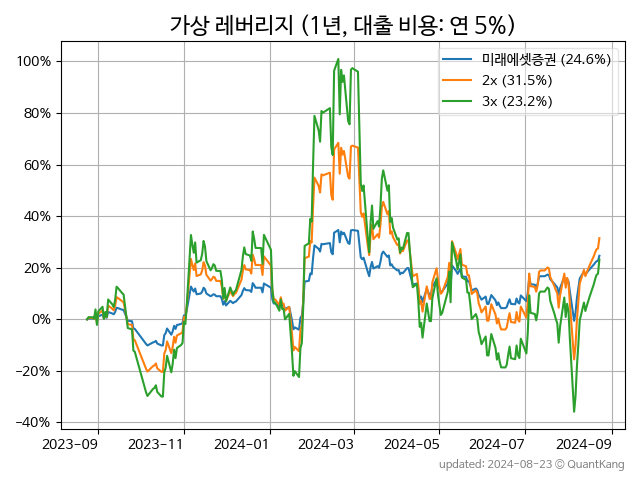 가상 레버리지 (1년, 대출 비용: 연 5%)
미래에셋증권 (24.6%)
2x (31.5%)
3x (23.2%)
100%
80%
60%
40%
20%
0%
−20%
−40%
2023-09 2023-11 2024-01 2024-03 2024-05 2024-07 2024-09
updated: 2024-08-23 © QuantKang